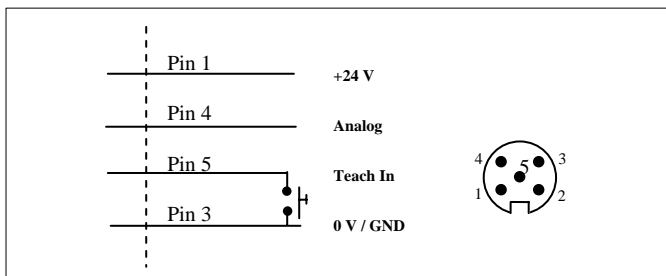 Pin 1 +24 V
Pin 4 Analog
Pin 5 Teach In
Pin 3 0 V / GND
4 5 3
1 2